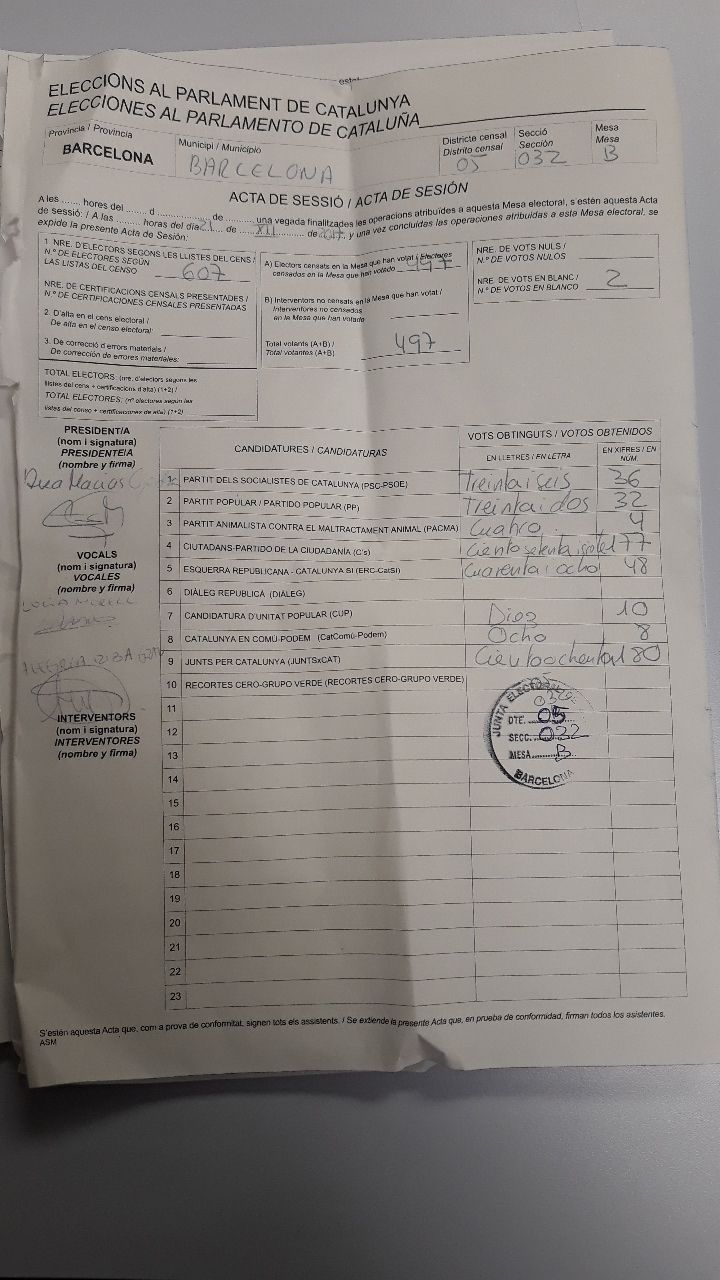 ELECCIONS AL PARLAMENT DE CATALUNYA
ELECCIONES AL PARLAMENTO DE CATALUÑA
Província / Provincia
BARCELONA
Municipi / Municipio
BARCELONA
Districte censal
Distrito censal
05
Secció
Sección
032
Mesa
Mesa
B
ACTA DE SESSIÓ / ACTA DE SESIÓN
A les ....... hores del ....... d ................ de ......... una vegada finalitzades les operacions atribuïdes a aquesta Mesa electoral, s'estén aquesta Acta
de sessió: / A las ........ horas del día 21 de XII de 2017, y una vez concluidas las operaciones atribuidas a esta Mesa electoral, se
expide la presente Acta de Sesión:
1 NRE. D'ELECTORS SEGONS LES LLISTES DEL CENS /
N.º DE ELECTORES SEGÚN
LAS LISTAS DEL CENSO 607
NRE. DE CERTIFICACIONS CENSALS PRESENTADES /
N.º DE CERTIFICACIONES CENSALES PRESENTADAS
2. D'alta en el cens electoral /
De alta en el censo electoral:
3. De correcció d'errors materials /
De corrección de errores materiales:
TOTAL ELECTORS: (nre. d'electors segons les
llistes del cens + certificacions d'alta) (1+2) /
TOTAL ELECTORES: (nº electores según las
listas del censo + certificaciones de alta) (1+2)
A) Electors censats en la Mesa que han votat / Electores
censados en la Mesa que han votado 497
B) Interventors no censats en la Mesa que han votat /
Interventores no censados
en la Mesa que han votado
Total votants (A+B) /
Total votantes (A+B) 497
NRE. DE VOTS NULS /
N.º DE VOTOS NULOS
NRE. DE VOTS EN BLANC /
N.º DE VOTOS EN BLANCO 2
PRESIDENT/A
(nom i signatura)
PRESIDENTE/A
(nombre y firma)
VOCALS
(nom i signatura)
VOCALES
(nombre y firma)
INTERVENTORS
(nom i signatura)
INTERVENTORES
(nombre y firma)
CANDIDATURES / CANDIDATURAS
VOTS OBTINGUTS / VOTOS OBTENIDOS
EN LLETRES / EN LETRA
EN XIFRES / EN NÚM.
1 PARTIT DELS SOCIALISTES DE CATALUNYA (PSC-PSOE) Treinta i seis 36
2 PARTIT POPULAR / PARTIDO POPULAR (PP) Treinta i dos 32
3 PARTIT ANIMALISTA CONTRA EL MALTRACTAMENT ANIMAL (PACMA) Cuatro 4
4 CIUTADANS-PARTIDO DE LA CIUDADANÍA (C's) Ciento setenta i siete 177
5 ESQUERRA REPUBLICANA - CATALUNYA SÍ (ERC-CatSí) Cuarenta i ocho 48
6 DIÀLEG REPUBLICÀ (DIÀLEG)
7 CANDIDATURA D'UNITAT POPULAR (CUP) Diez 10
8 CATALUNYA EN COMÚ-PODEM (CatComú-Podem) Ocho 8
9 JUNTS PER CATALUNYA (JUNTSxCAT) Ciento ochenta 180
10 RECORTES CERO-GRUPO VERDE (RECORTES CERO-GRUPO VERDE)
11
12
13
14
15
16
17
18
19
20
21
22
23
JUNTA ELECTORAL
DTE. 05
SECC. 032
MESA B
BARCELONA
S'estén aquesta Acta que, com a prova de conformitat, signen tots els assistents. / Se extiende la presente Acta que, en prueba de conformidad, firman todos los asistentes.
ASM